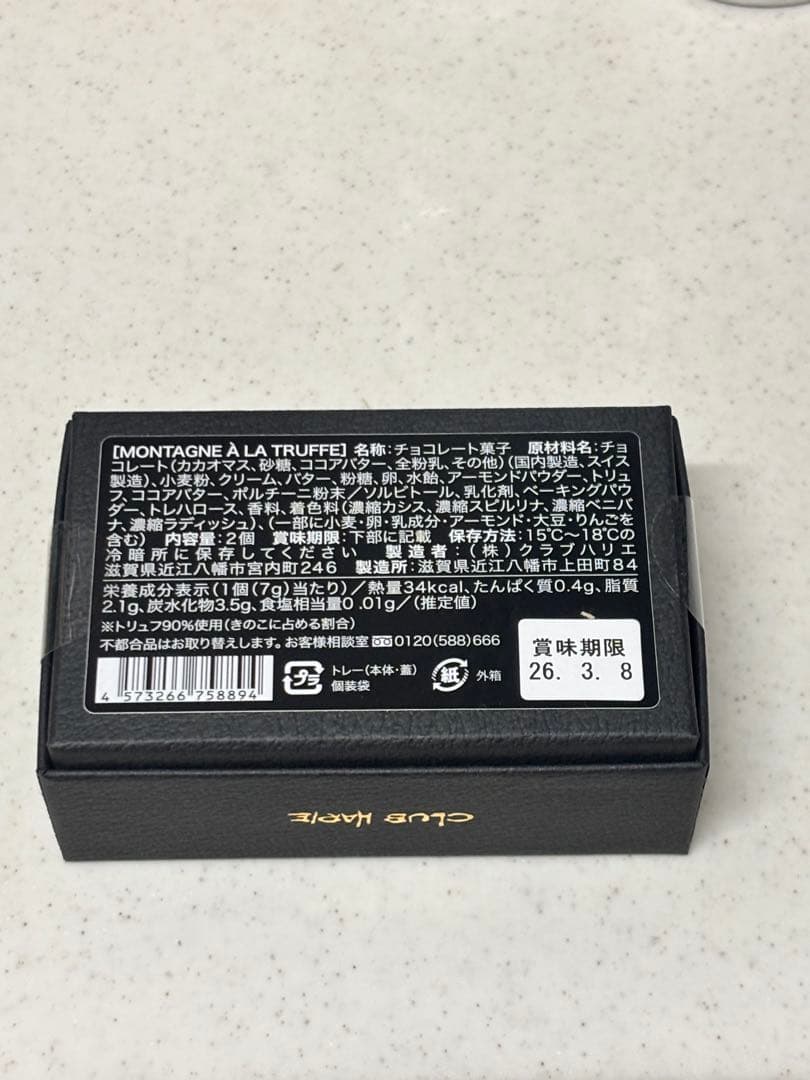 [MONTAGNE À LA TRUFFE] 名称:チョコレート菓子 原材料名:チョ
コレート(カカオマス、砂糖、ココアバター、全粉乳、その他)(国内製造、スイス
製造)、小麦粉、クリーム、バター、粉糖、卵、水飴、アーモンドパウダー、トリュ
フ、ココアバター、ポルチーニ粉末/ソルビトール、乳化剤、ベーキングパウ
ダー、トレハロース、香料、着色料(濃縮カシス、濃縮スピルリナ、濃縮ベニバ
ナ、濃縮ラディッシュ)、(一部に小麦・卵・乳成分・アーモンド・大豆・りんごを
含む) 内容量:2個 賞味期限:下部に記載 保存方法:15℃〜18℃の
冷暗所に保存してください 製造者:(株)クラブハリエ
滋賀県近江八幡市宮内町246 製造所:滋賀県近江八幡市上田町84
栄養成分表示(1個(7g)当たり)/熱量34kcal、たんぱく質0.4g、脂質
2.1g、炭水化物3.5g、食塩相当量0.01g/(推定値)
※トリュフ90%使用(きのこに占める割合)
不都合品はお取り替えします。お客様相談室 0120(588)666
4 573266 758894
プラ トレー(本体・蓋)
個装袋
紙 外箱
賞味期限
26. 3. 8
CLUB HARIE